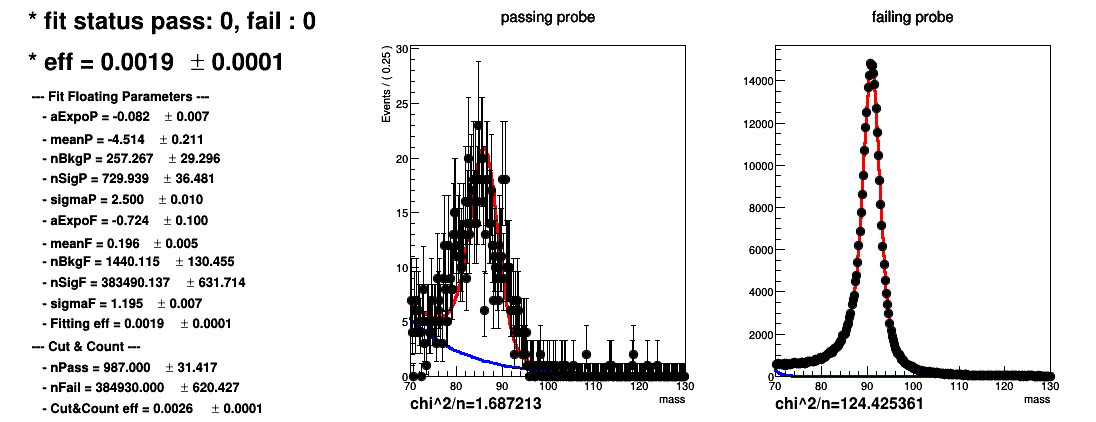 * fit status pass: 0, fail : 0
* eff = 0.0019 ± 0.0001
--- Fit Floating Parameters ---
- aExpoP = -0.082 ± 0.007
- meanP = -4.514 ± 0.211
- nBkgP = 257.267 ± 29.296
- nSigP = 729.939 ± 36.481
- sigmaP = 2.500 ± 0.010
- aExpoF = -0.724 ± 0.100
- meanF = 0.196 ± 0.005
- nBkgF = 1440.115 ± 130.455
- nSigF = 383490.137 ± 631.714
- sigmaF = 1.195 ± 0.007
- Fitting eff = 0.0019 ± 0.0001
--- Cut & Count ---
- nPass = 987.000 ± 31.417
- nFail = 384930.000 ± 620.427
- Cut&Count eff = 0.0026 ± 0.0001
passing probe
Events / ( 0.25 )
30
25
20
15
10
5
0
70 80 90 100 110 120 130
mass
chi^2/n=1.687213
failing probe
14000
12000
10000
8000
6000
4000
2000
0
70 80 90 100 110 120 130
mass
chi^2/n=124.425361